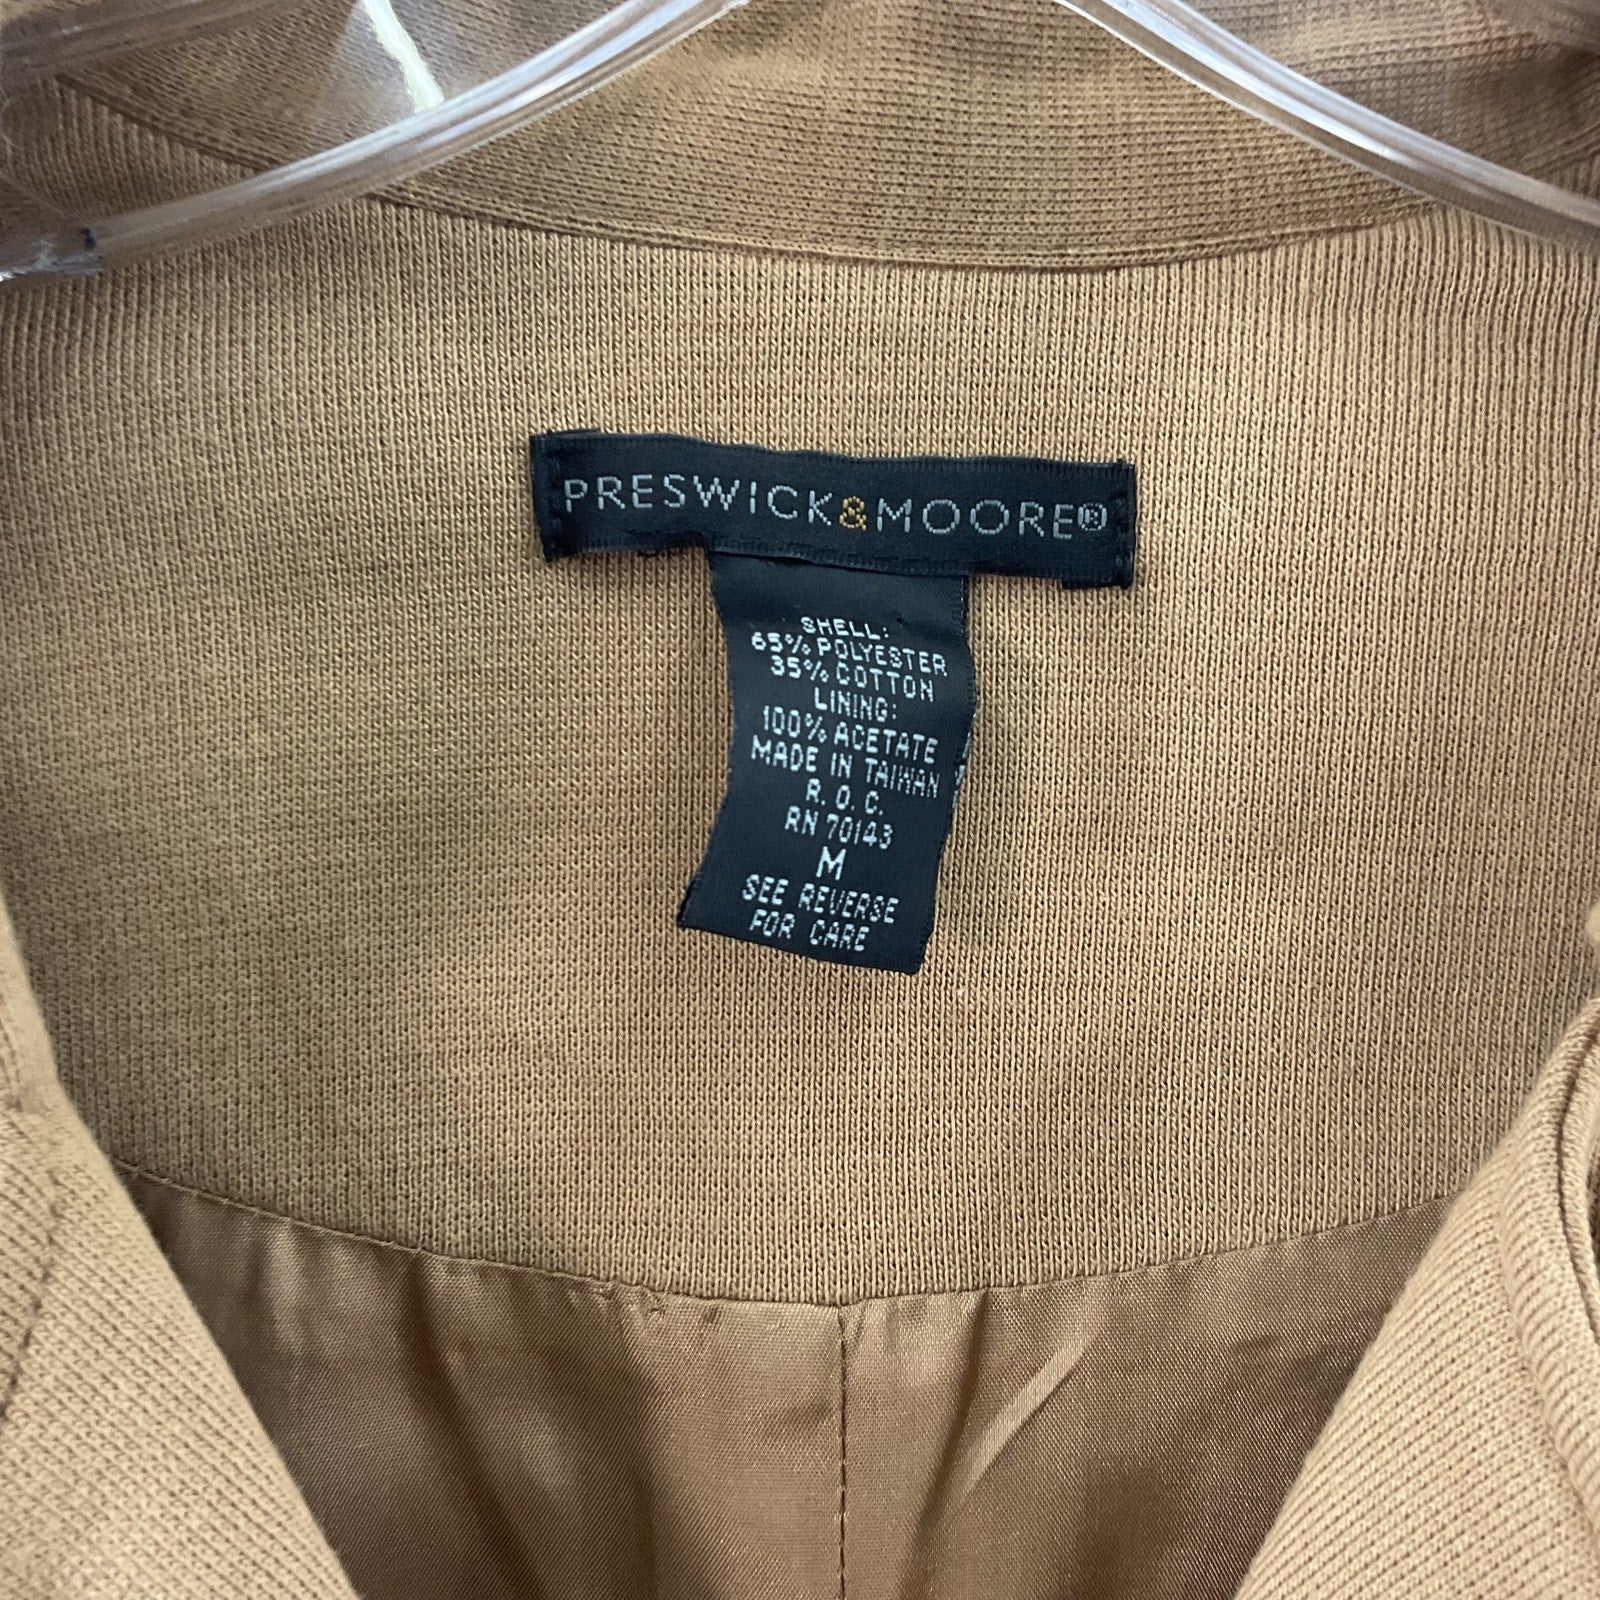 PRESWICK&MOORE®
SHELL:
65% POLYESTER
35% COTTON
LINING:
100% ACETATE
MADE IN TAIWAN
R.O.C.
RN 70143
M
SEE REVERSE
FOR CARE